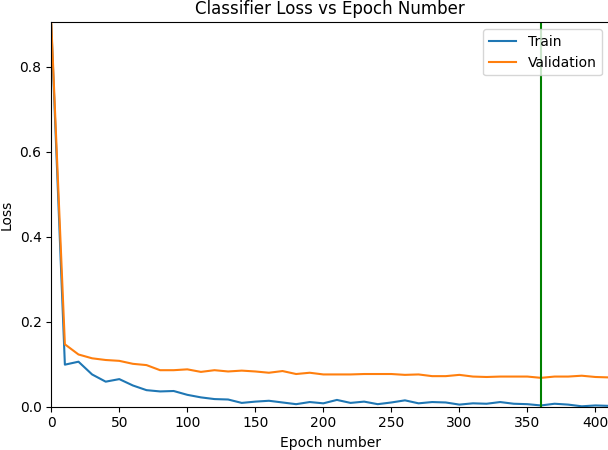 Classifier Loss vs Epoch Number
Train
Validation
0.8
0.6
0.4
0.2
0.0
Loss
0 50 100 150 200 250 300 350 400
Epoch number